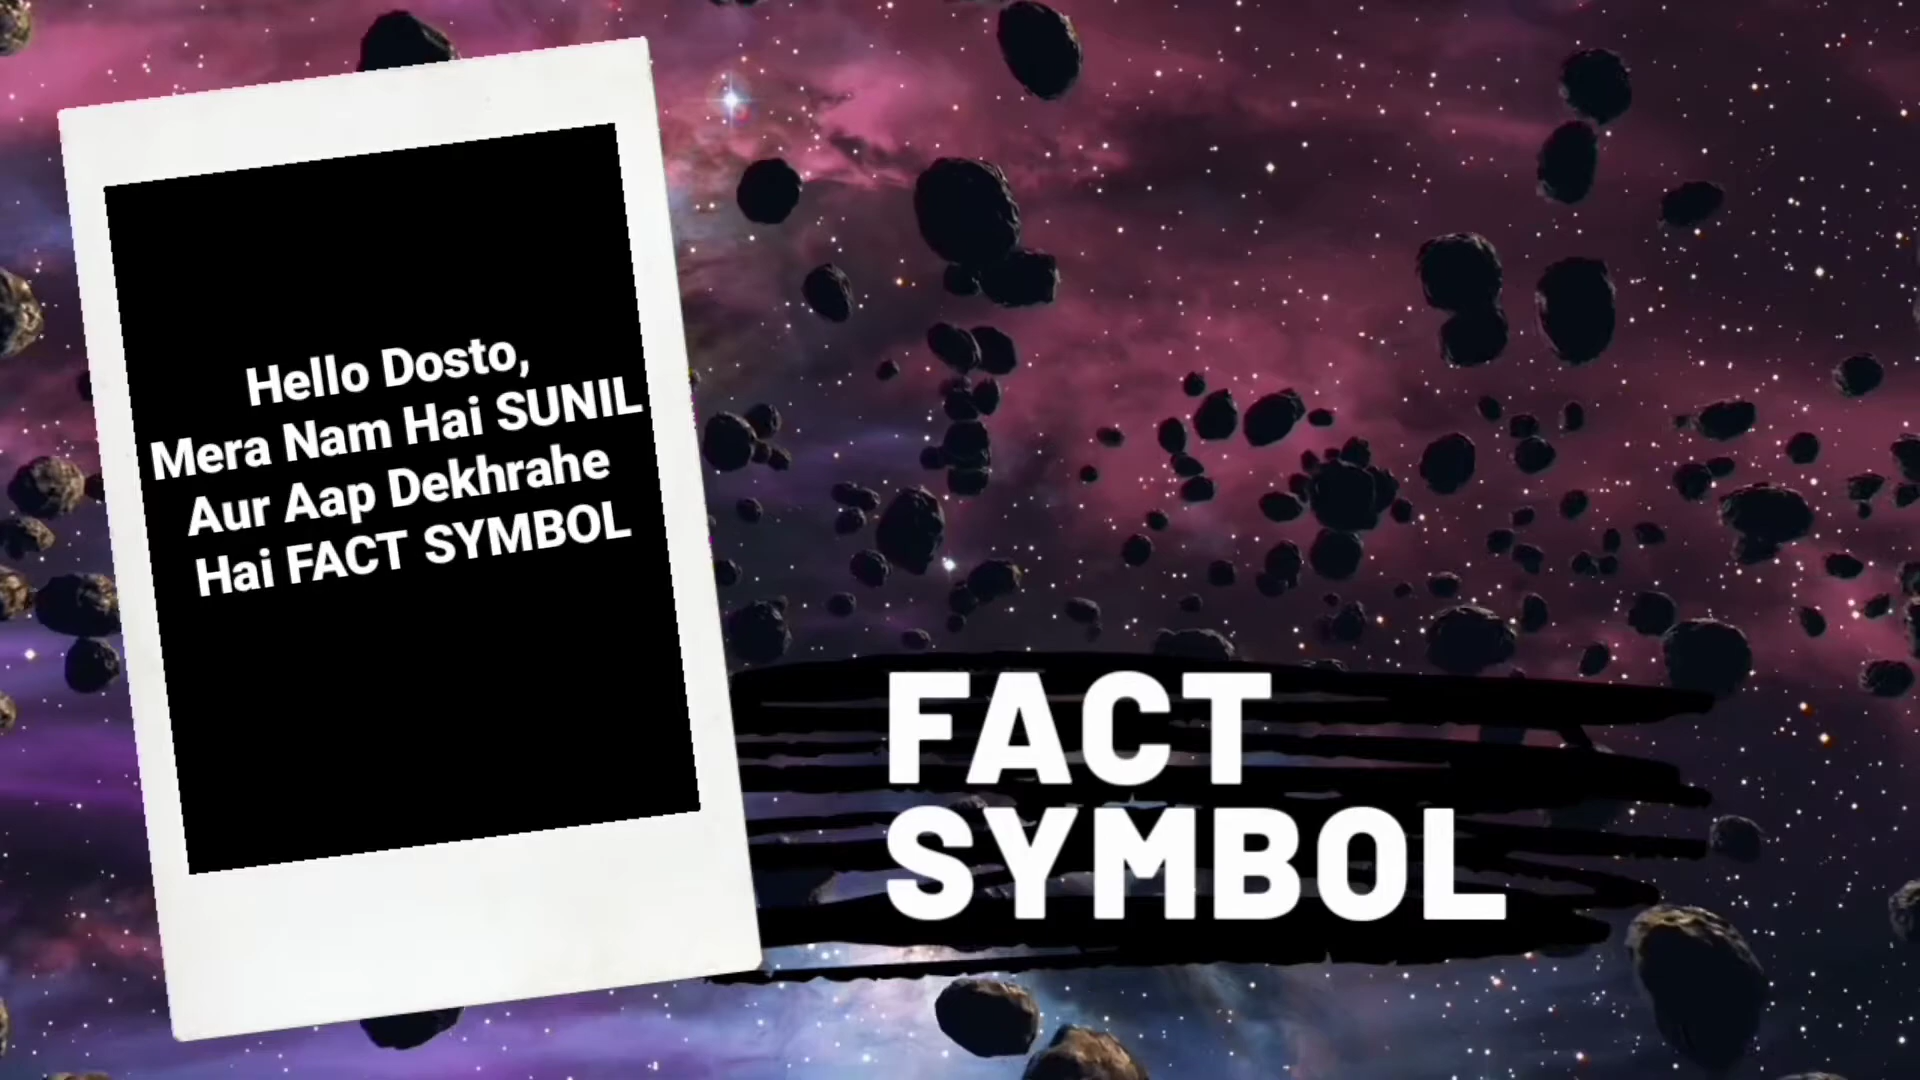 Hello Dosto,
Mera Nam Hai SUNIL
Aur Aap Dekhrahe
Hai FACT SYMBOL
FACT
SYMBOL